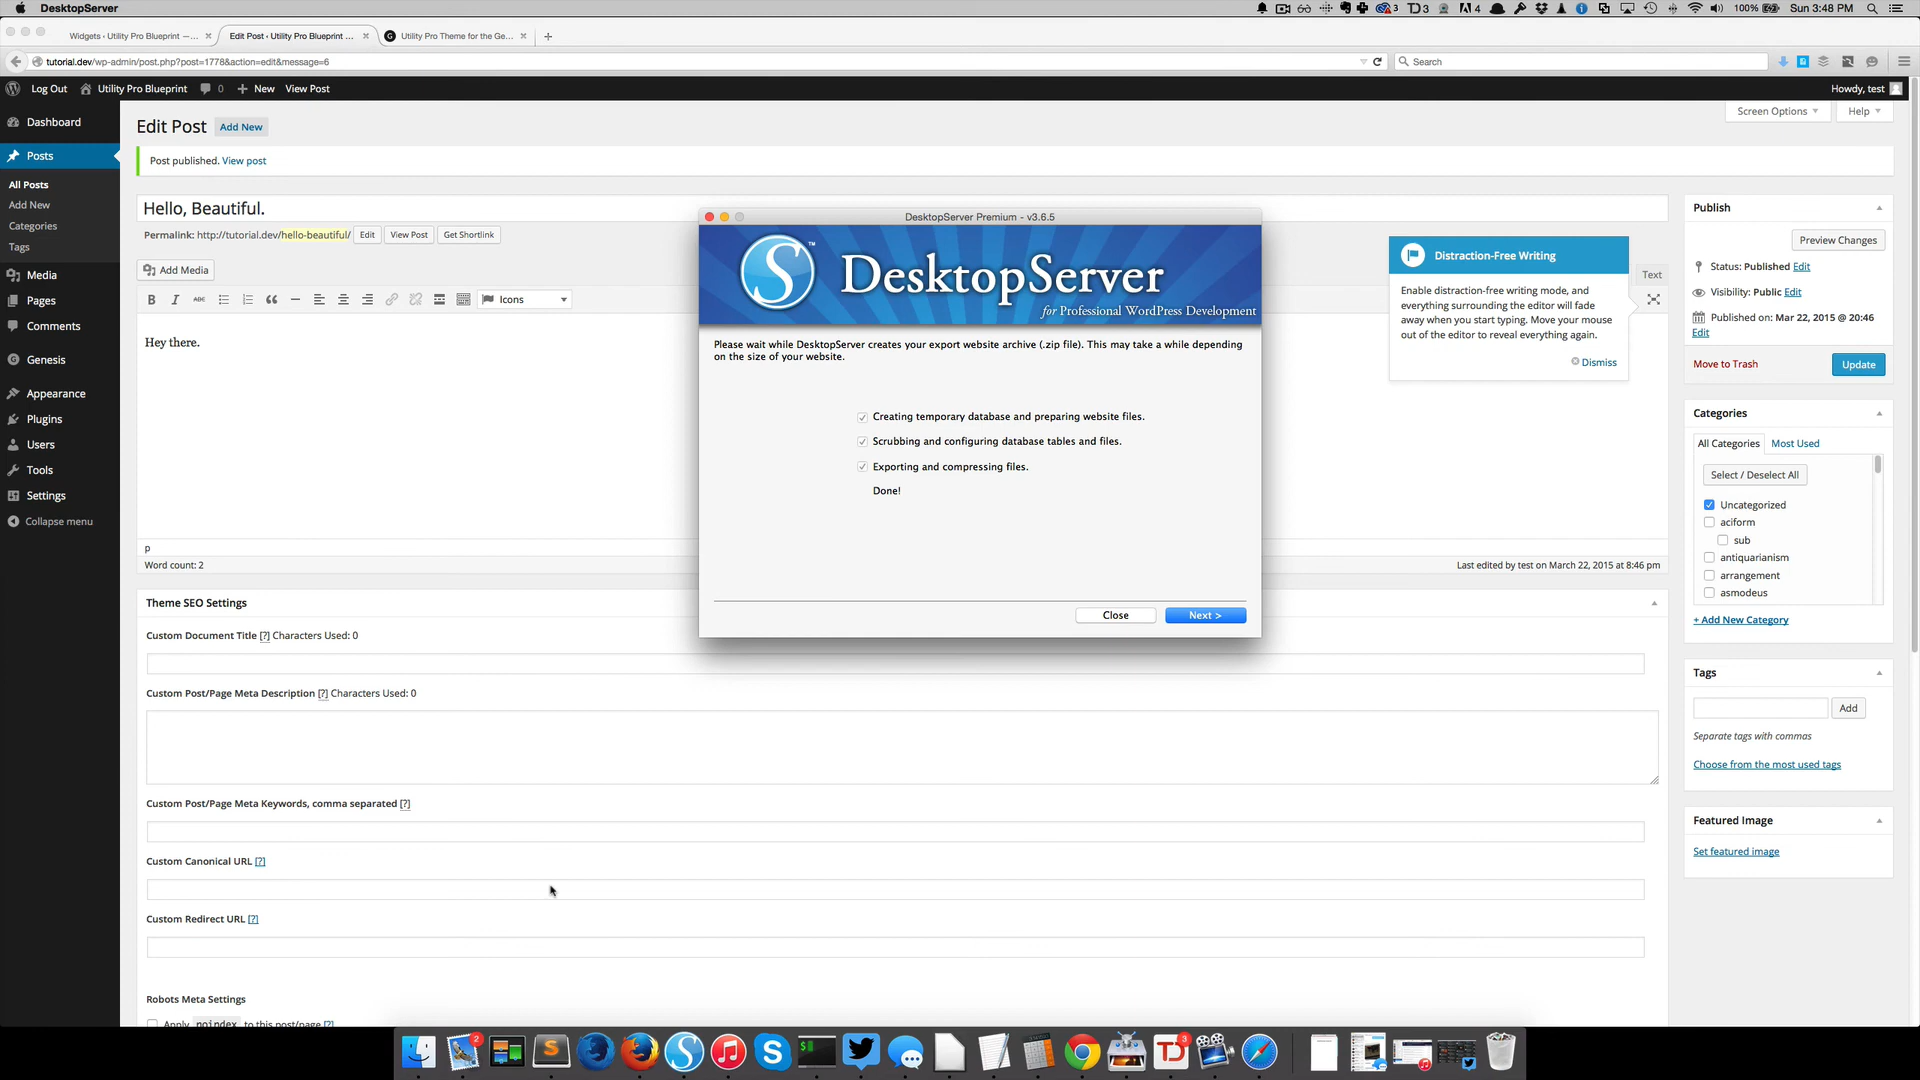 DesktopServer
3
3
4
100%
Sun 3:48 PM
Widgets ‹ Utility Pro Blueprint —...
Edit Post ‹ Utility Pro Blueprint ...
Utility Pro Theme for the Ge...
tutorial.dev/wp-admin/post.php?post=1778&action=edit&message=6
Search
Log Out
Utility Pro Blueprint
0
New
View Post
Howdy, test
Dashboard
Posts
All Posts
Add New
Categories
Tags
Media
Pages
Comments
Genesis
Appearance
Plugins
Users
Tools
Settings
Collapse menu
Edit Post
Add New
Screen Options
Help
Post published. View post
Hello, Beautiful.
Permalink: http://tutorial.dev/hello-beautiful/
Edit
View Post
Get Shortlink
Add Media
Text
B
I
ABC
Icons
Hey there.
p
Word count: 2
Last edited by test on March 22, 2015 at 8:46 pm
DesktopServer Premium - v3.6.5
S
™
DesktopServer
for Professional WordPress Development
Please wait while DesktopServer creates your export website archive (.zip file). This may take a while depending
on the size of your website.
Creating temporary database and preparing website files.
Scrubbing and configuring database tables and files.
Exporting and compressing files.
Done!
Close
Next >
Distraction-Free Writing
Enable distraction-free writing mode, and
everything surrounding the editor will fade
away when you start typing. Move your mouse
out of the editor to reveal everything again.
Dismiss
Publish
Preview Changes
Status: Published Edit
Visibility: Public Edit
Published on: Mar 22, 2015 @ 20:46
Edit
Move to Trash
Update
Categories
All Categories
Most Used
Select / Deselect All
Uncategorized
aciform
sub
antiquarianism
arrangement
asmodeus
+ Add New Category
Tags
Add
Separate tags with commas
Choose from the most used tags
Featured Image
Set featured image
Theme SEO Settings
Custom Document Title [?] Characters Used: 0
Custom Post/Page Meta Description [?] Characters Used: 0
Custom Post/Page Meta Keywords, comma separated [?]
Custom Canonical URL [?]
Custom Redirect URL [?]
Robots Meta Settings
Apply noindex to this post/page [?]
2
3